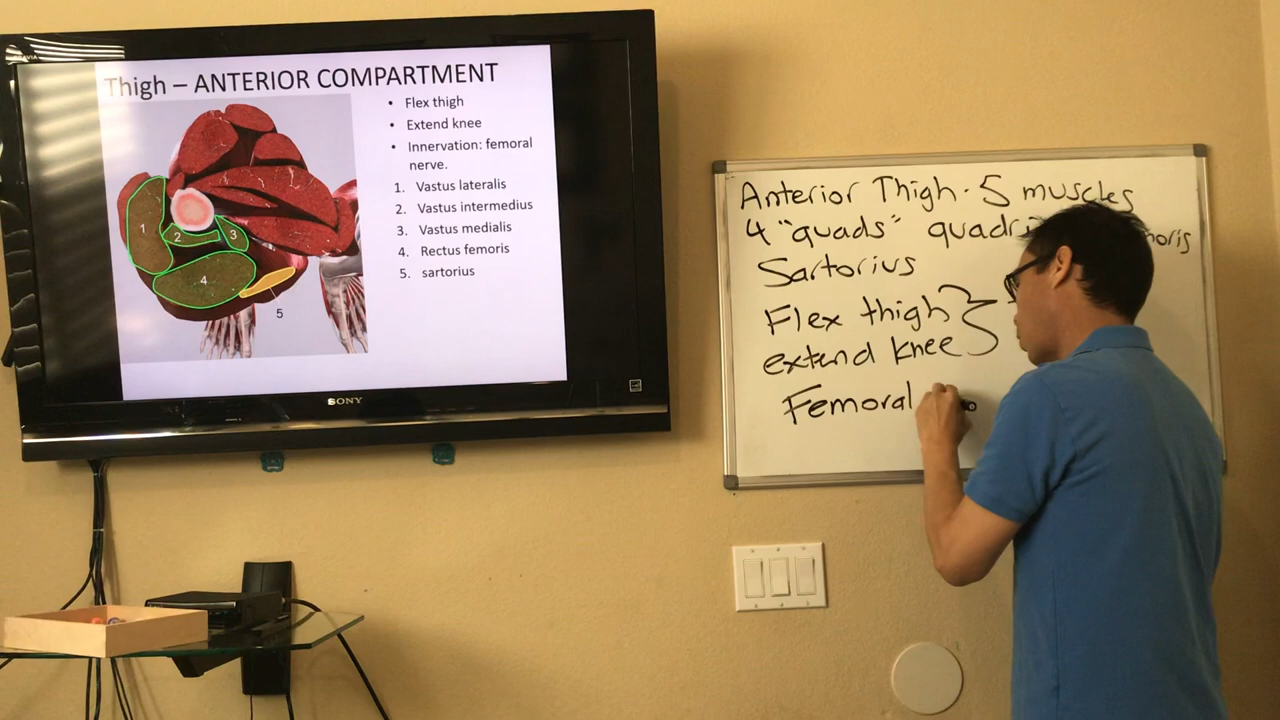 Thigh – ANTERIOR COMPARTMENT
• Flex thigh
• Extend knee
• Innervation: femoral
nerve.
1. Vastus lateralis
2. Vastus intermedius
3. Vastus medialis
4. Rectus femoris
5. sartorius
1
2
3
4
5
SONY
Anterior Thigh · 5 muscles
4 "quads"
Sartorius
Flex thigh
extend knee
Femoral